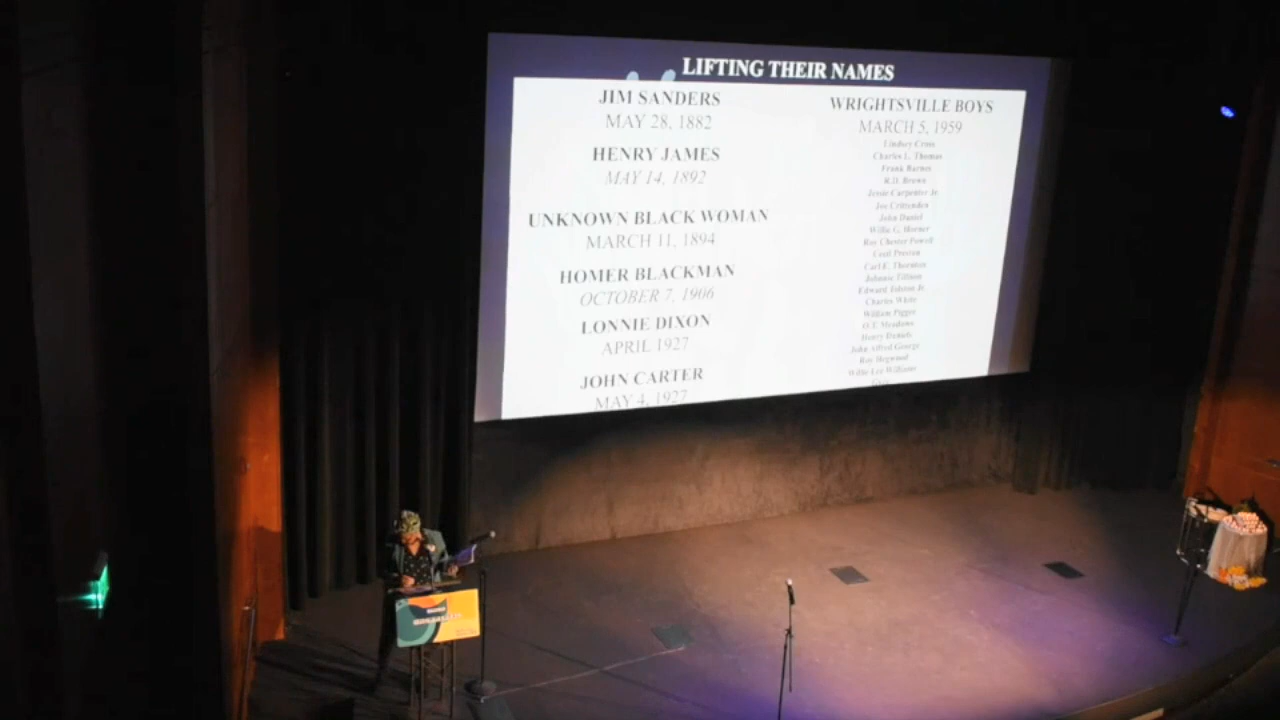 LIFTING THEIR NAMES
JIM SANDERS
MAY 28, 1882
HENRY JAMES
MAY 14, 1892
UNKNOWN BLACK WOMAN
MARCH 11, 1894
HOMER BLACKMAN
OCTOBER 7, 1906
LONNIE DIXON
APRIL 1927
JOHN CARTER
MAY 4, 1927
WRIGHTSVILLE BOYS
MARCH 5, 1959
Lindsey Cross
Charles L. Thomas
Frank Barnes
R.D. Brown
Jessie Carpenter Jr.
Joe Crittenden
John Daniel
Willie G. Horner
Roy Chester Powell
Cecil Preston
Carl E. Thornton
Johnnie Tillison
Edward Tolston Jr.
Charles White
William Piggee
O.F. Meadows
Henry Daniels
John Alfred George
Roy Hegwood
Willie Lee Williams